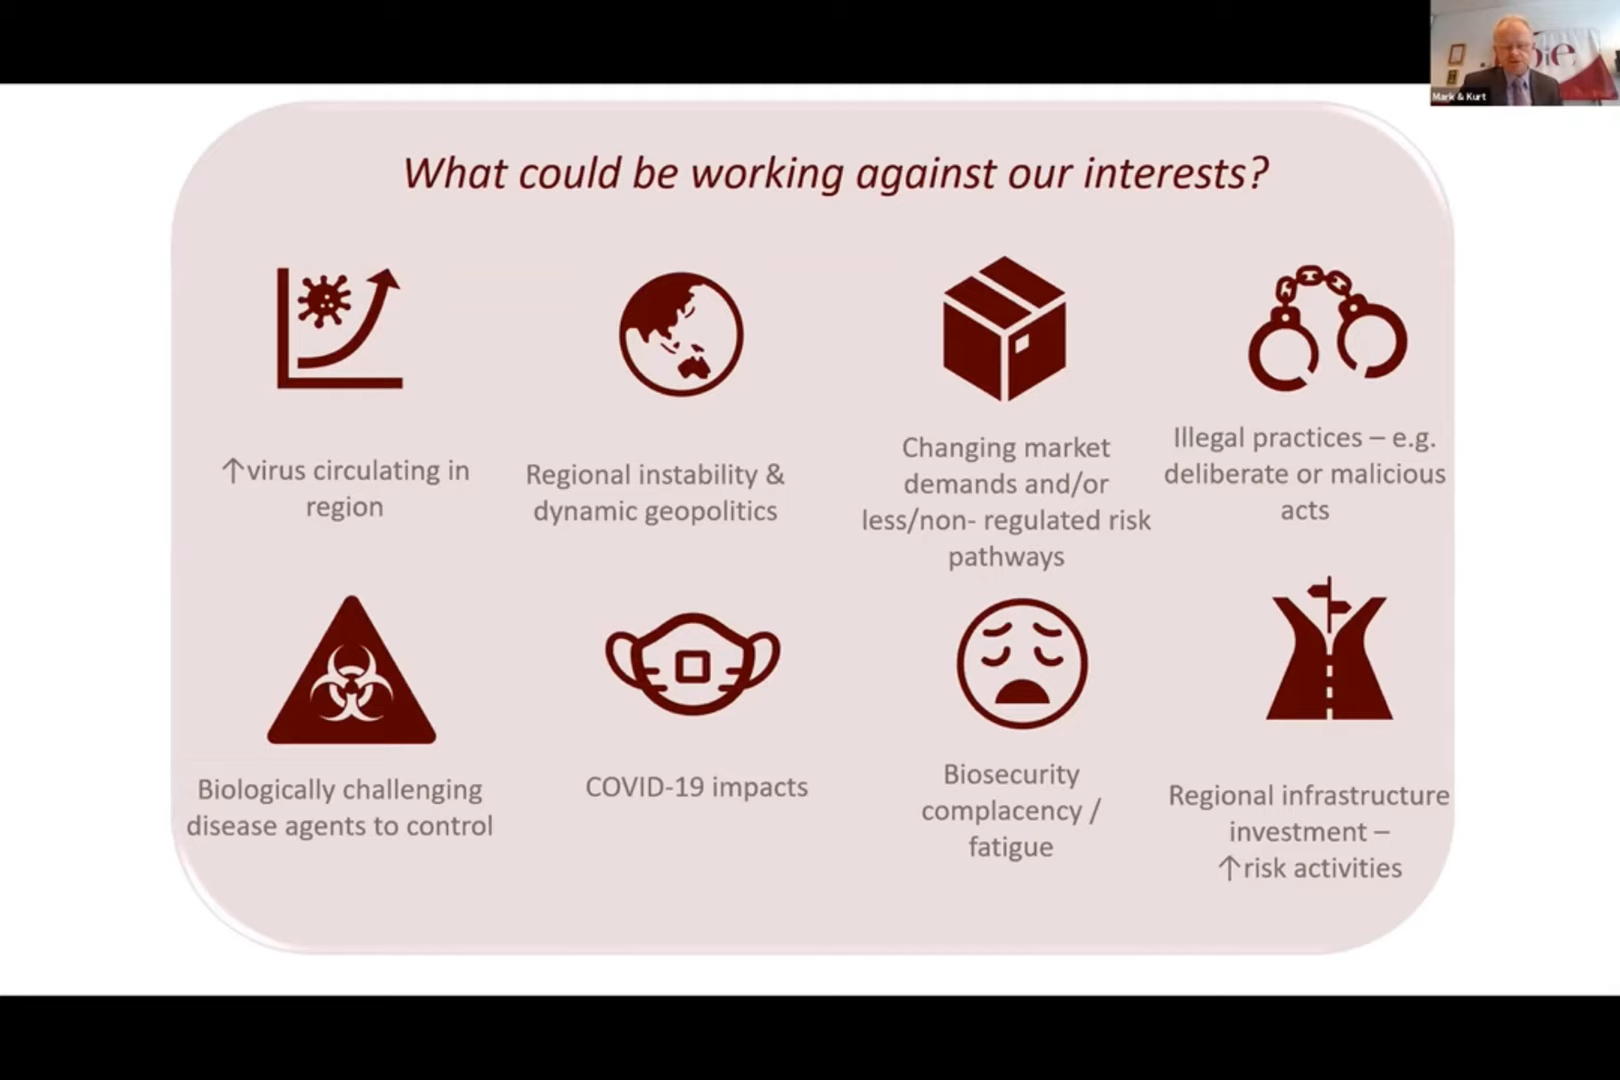 What could be working against our interests?
↑virus circulating in
region
Regional instability &
dynamic geopolitics
Changing market
demands and/or
less/non- regulated risk
pathways
Illegal practices – e.g.
deliberate or malicious
acts
Biologically challenging
disease agents to control
COVID-19 impacts
Biosecurity
complacency /
fatigue
Regional infrastructure
investment –
↑risk activities
Mark & Kurt